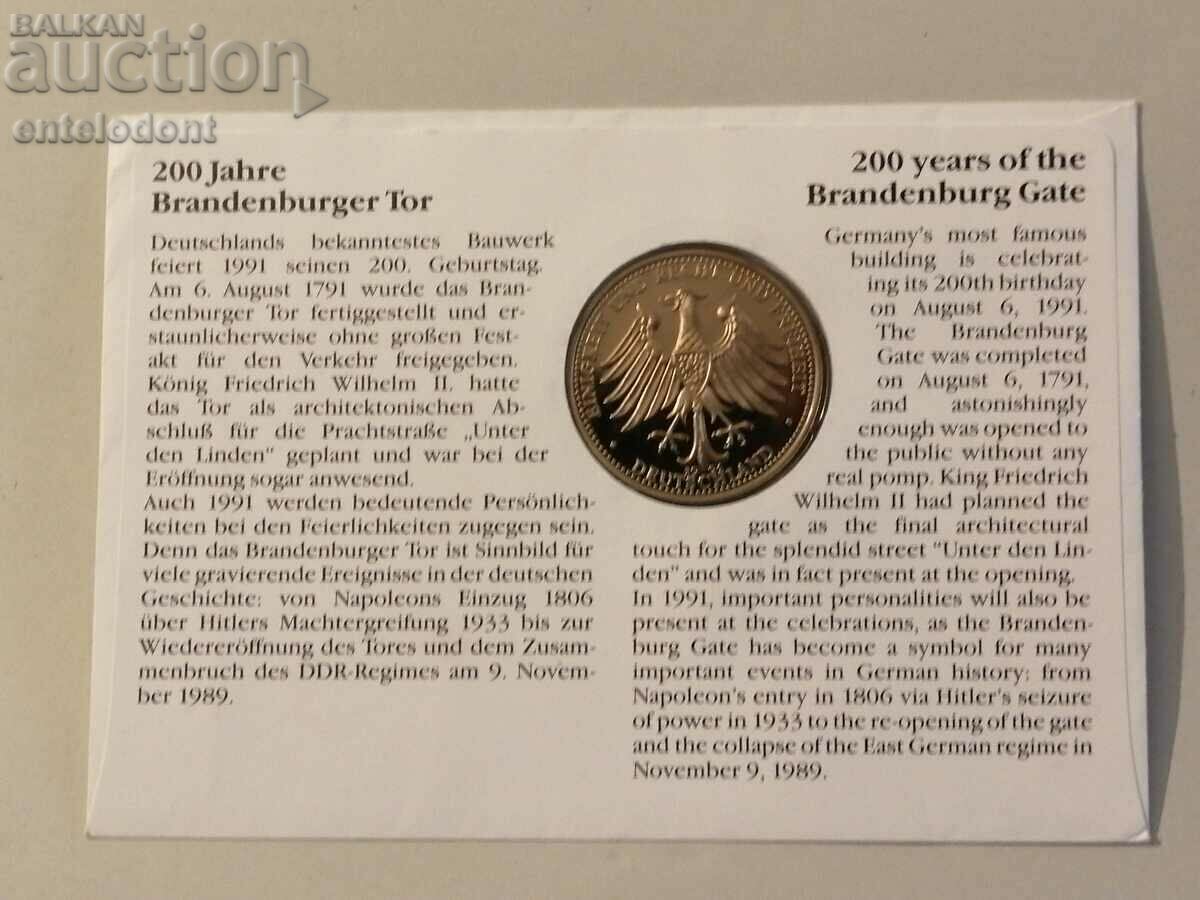 BALKAN
auction
entelodont
200 Jahre
Brandenburger Tor
Deutschlands bekanntestes Bauwerk
feiert 1991 seinen 200. Geburtstag.
Am 6. August 1791 wurde das Bran-
denburger Tor fertiggestellt und er-
staunlicherweise ohne großen Fest-
akt für den Verkehr freigegeben.
König Friedrich Wilhelm II. hatte
das Tor als architektonischen Ab-
schluß für die Prachtstraße „Unter
den Linden" geplant und war bei der
Eröffnung sogar anwesend.
Auch 1991 werden bedeutende Persönlich-
keiten bei den Feierlichkeiten zugegen sein.
Denn das Brandenburger Tor ist Sinnbild für
viele gravierende Ereignisse in der deutschen
Geschichte: von Napoleons Einzug 1806
über Hitlers Machtergreifung 1933 bis zur
Wiedereröffnung des Tores und dem Zusam-
menbruch des DDR-Regimes am 9. Novem-
ber 1989.
EINIGKEIT UND RECHT UND FREIHEIT
DEUTSCHLAND
200 years of the
Brandenburg Gate
Germany's most famous
building is celebrat-
ing its 200th birthday
on August 6, 1991.
The Brandenburg
Gate was completed
on August 6, 1791,
and astonishingly
enough was opened to
the public without any
real pomp. King Friedrich
Wilhelm II had planned the
gate as the final architectural
touch for the splendid street "Unter den Lin-
den" and was in fact present at the opening.
In 1991, important personalities will also be
present at the celebrations, as the Branden-
burg Gate has become a symbol for many
important events in German history: from
Napoleon's entry in 1806 via Hitler's seizure
of power in 1933 to the re-opening of the gate
and the collapse of the East German regime in
November 9, 1989.